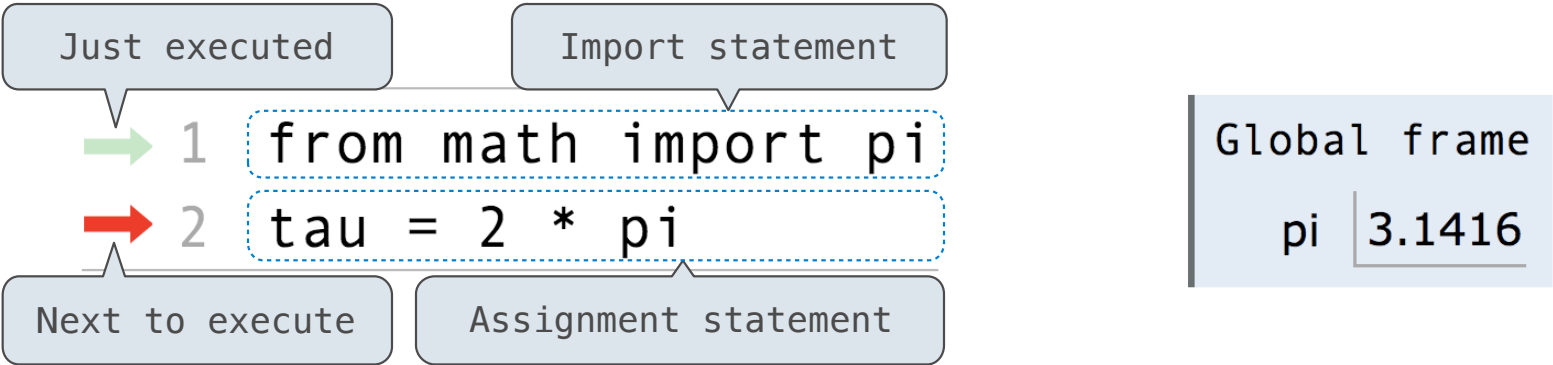 Just executed
Import statement
1 from math import pi
2 tau = 2 * pi
Next to execute
Assignment statement
Global frame
pi 3.1416